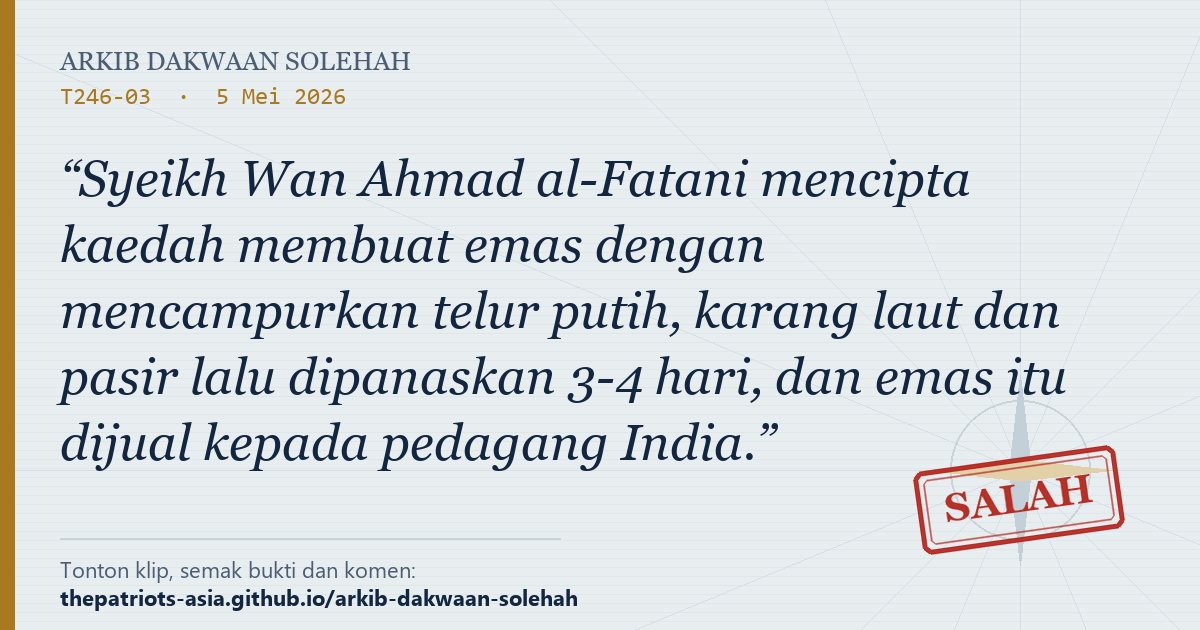 ARKIB DAKWAAN SOLEHAH
T246-03 · 5 Mei 2026
“Syeikh Wan Ahmad al-Fatani mencipta
kaedah membuat emas dengan
mencampurkan telur putih, karang laut dan
pasir lalu dipanaskan 3-4 hari, dan emas itu
dijual kepada pedagang India.”
SALAH
Tonton klip, semak bukti dan komen:
thepatriots-asia.github.io/arkib-dakwaan-solehah